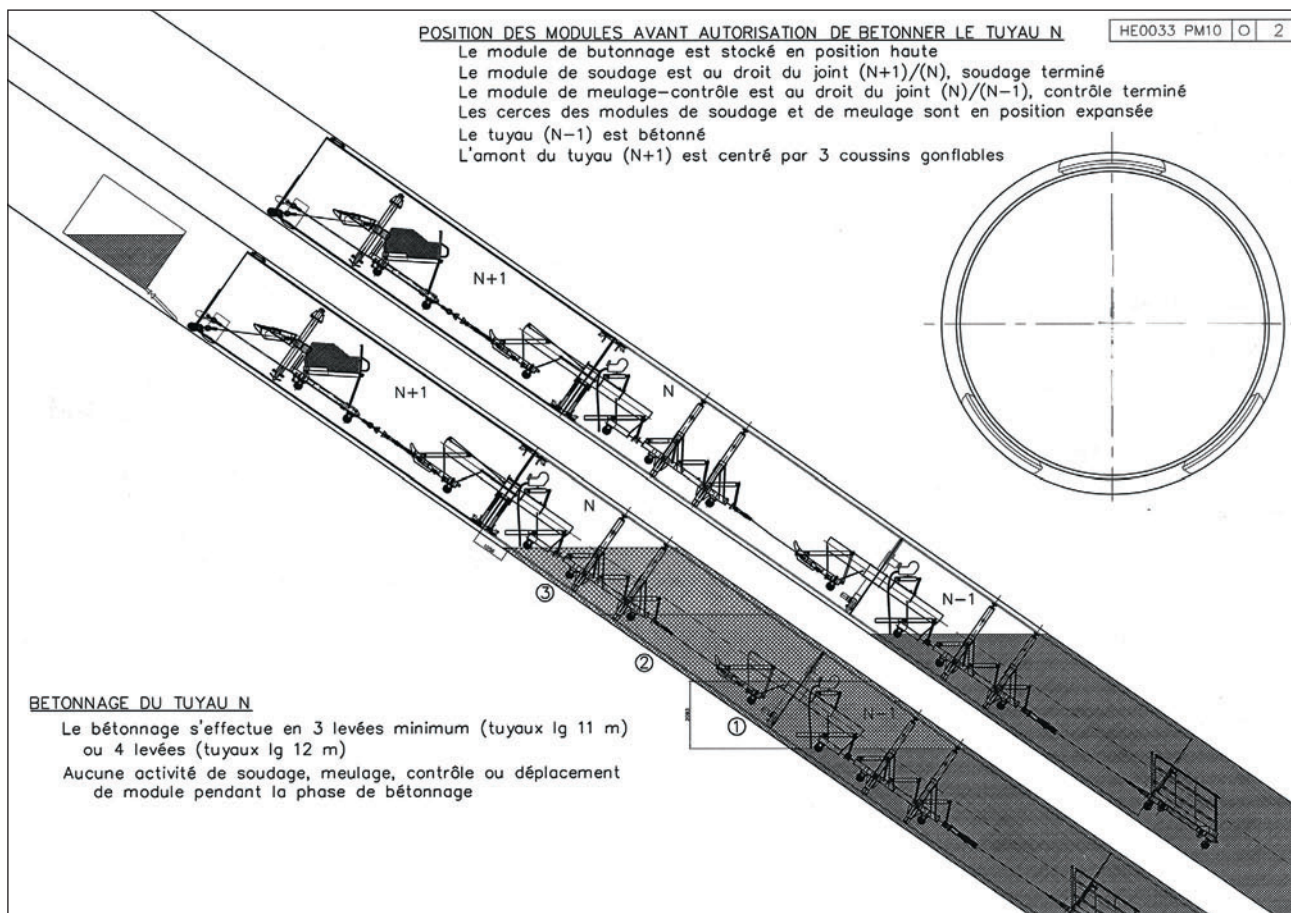 POSITION DES MODULES AVANT AUTORISATION DE BETONNER LE TUYAU N
HE0033 PM10 O 2
Le module de butonnage est stocké en position haute
Le module de soudage est au droit du joint (N+1)/(N), soudage terminé
Le module de meulage-contrôle est au droit du joint (N)/(N-1), contrôle terminé
Les cerces des modules de soudage et de meulage sont en position expansée
Le tuyau (N-1) est bétonné
L'amont du tuyau (N+1) est centré par 3 coussins gonflables
N+1
N+1
N
N
N-1
3
2
1
N-1
BETONNAGE DU TUYAU N
Le bétonnage s'effectue en 3 levées minimum (tuyaux lg 11 m)
ou 4 levées (tuyaux lg 12 m)
Aucune activité de soudage, meulage, contrôle ou déplacement
de module pendant la phase de bétonnage